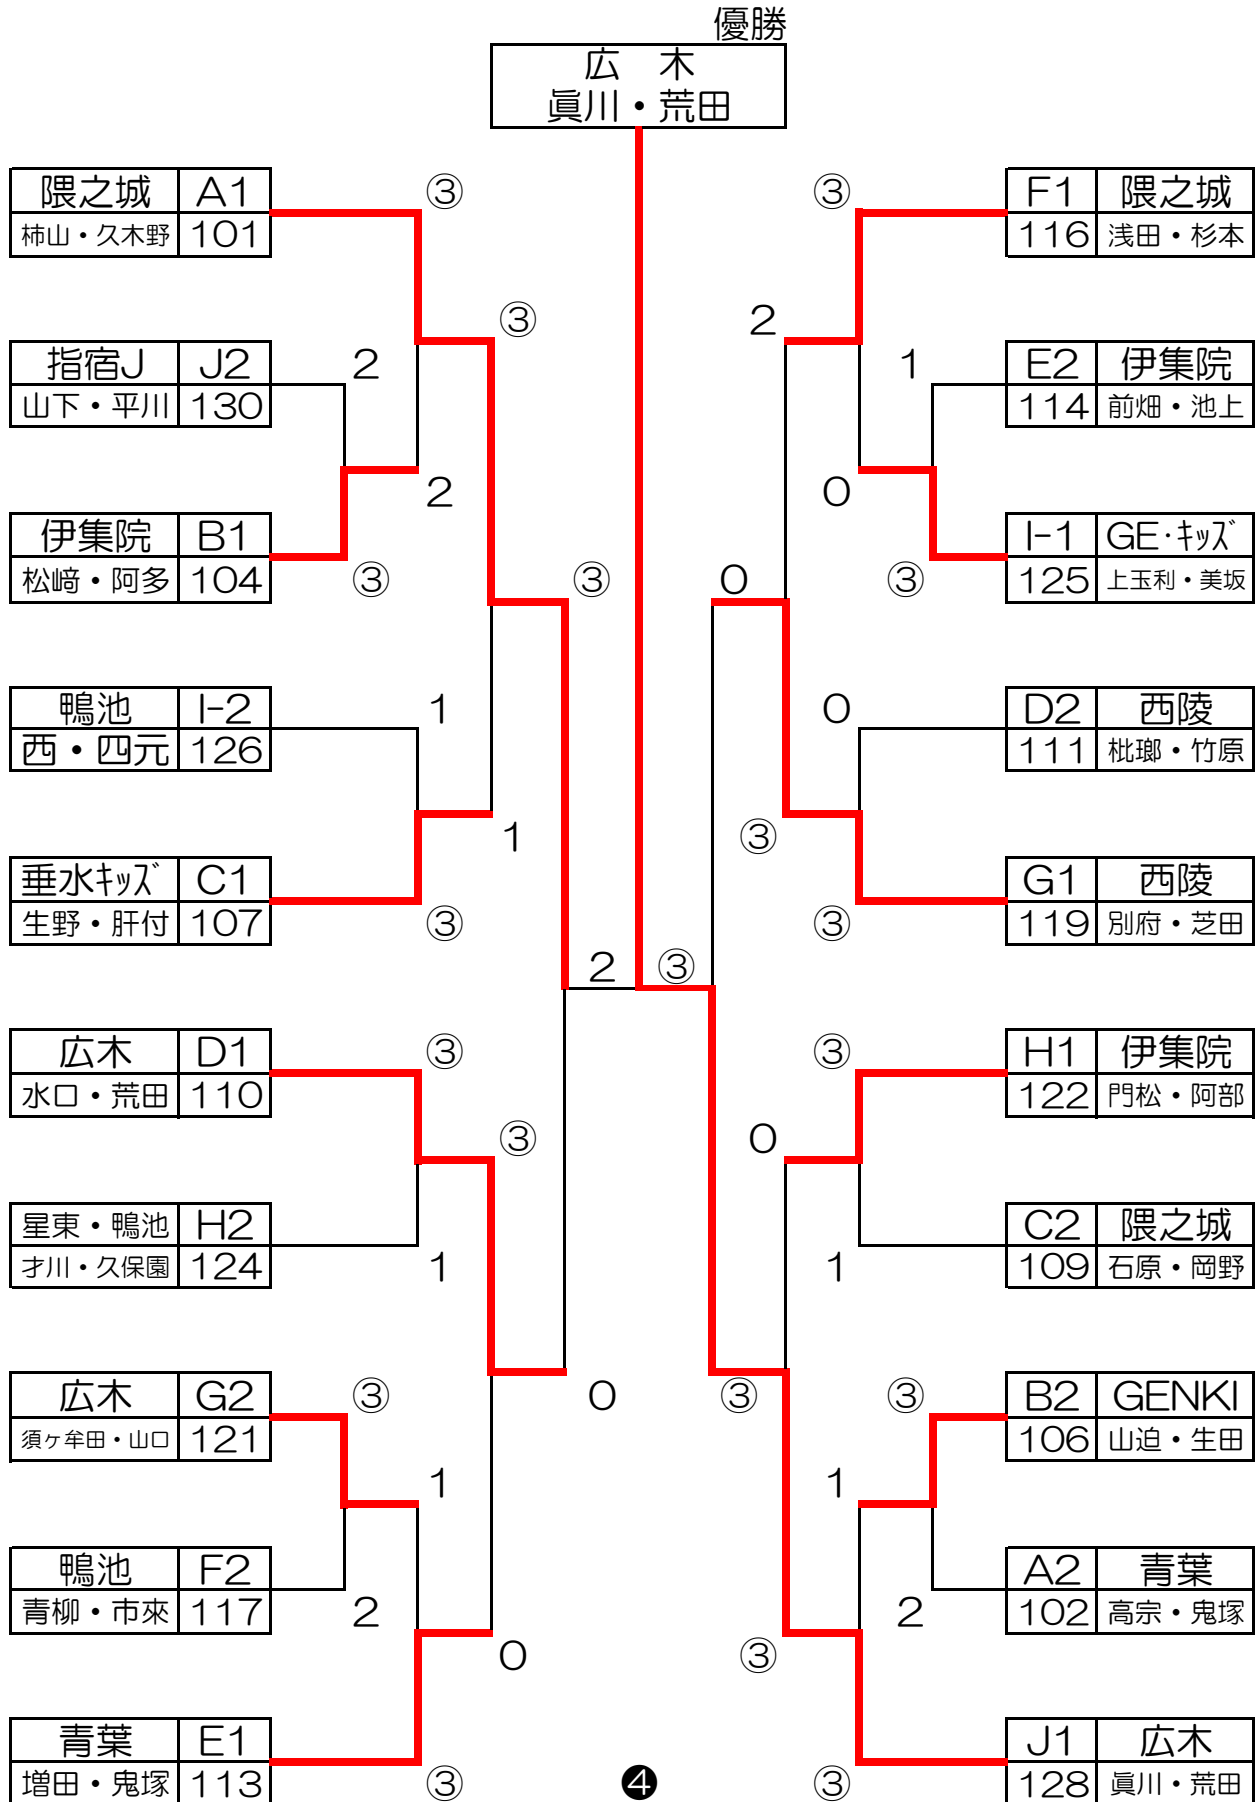 優勝
広 木
眞川・荒田
隈之城 A1
柿山・久木野 101
③
③
F1 隈之城
116 浅田・杉本
③
2
指宿J J2
山下・平川 130
2
1
E2 伊集院
114 前畑・池上
2
0
伊集院 B1
松﨑・阿多 104
③
③
0
③
I-1 GE・キッズ
125 上玉利・美坂
鴨池 I-2
西・四元 126
1
0
D2 西陵
111 枇瑯・竹原
1
③
垂水キッズ C1
生野・肝付 107
③
③
G1 西陵
119 別府・芝田
2
③
広木 D1
水口・荒田 110
③
③
H1 伊集院
122 門松・阿部
③
0
星東・鴨池 H2
才川・久保園 124
1
1
C2 隈之城
109 石原・岡野
広木 G2
須ヶ牟田・山口 121
③
0
③
③
B2 GENKI
106 山迫・生田
1
1
鴨池 F2
青柳・市來 117
2
2
A2 青葉
102 高宗・鬼塚
0
③
青葉 E1
増田・鬼塚 113
③
❹
③
J1 広木
128 眞川・荒田